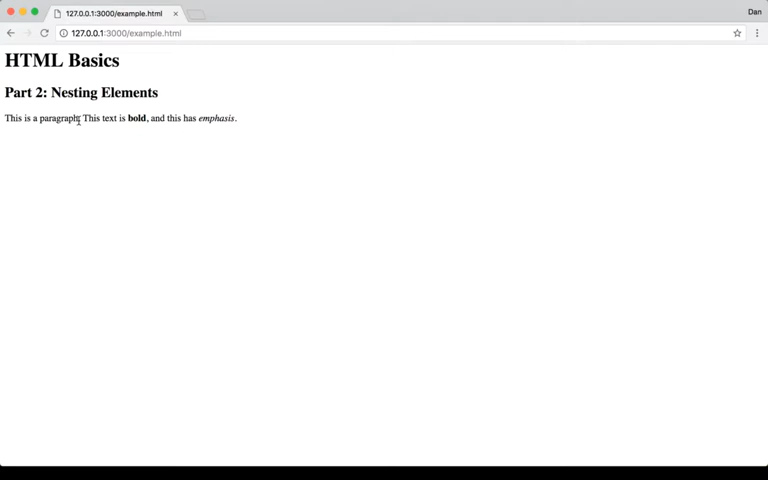 127.0.0.1:3000/example.html
Dan
127.0.0.1:3000/example.html
HTML Basics
Part 2: Nesting Elements
This is a paragraph. This text is bold, and this has emphasis.